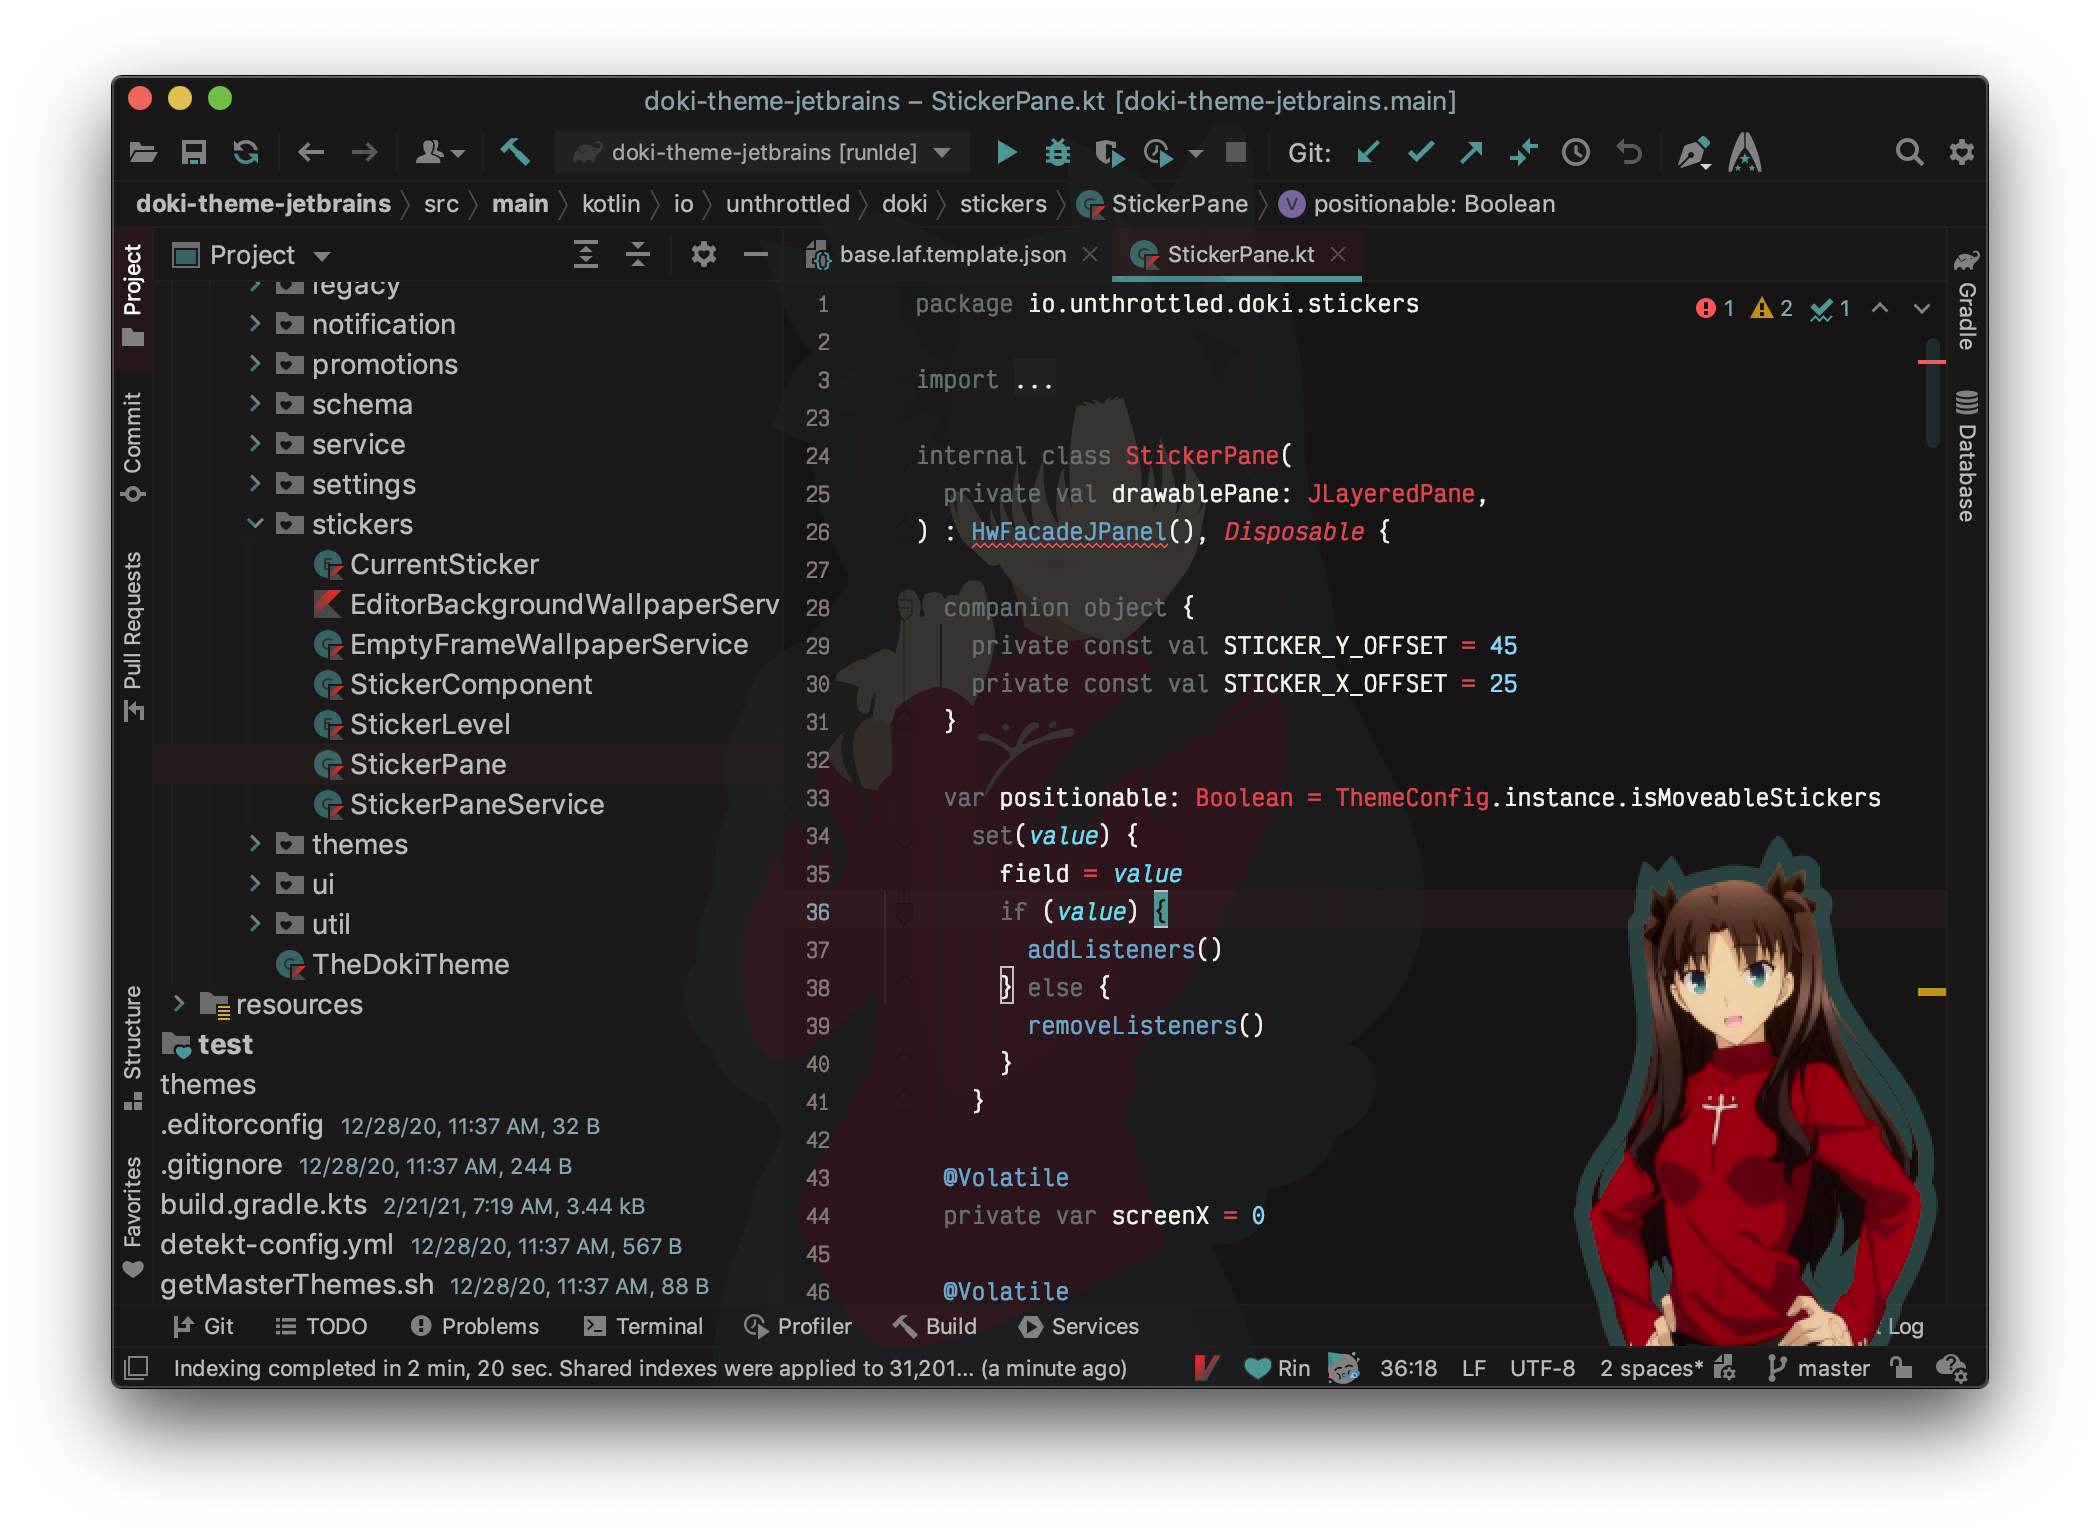 doki-theme-jetbrains – StickerPane.kt [doki-theme-jetbrains.main]
doki-theme-jetbrains [runIde]
Git:
doki-theme-jetbrains src main kotlin io unthrottled doki stickers StickerPane V positionable: Boolean
Project
Commit
Pull Requests
Structure
Favorites
Project
legacy
notification
promotions
schema
service
settings
stickers
CurrentSticker
EditorBackgroundWallpaperServ
EmptyFrameWallpaperService
StickerComponent
StickerLevel
StickerPane
StickerPaneService
themes
ui
util
TheDokiTheme
resources
test
themes
.editorconfig 12/28/20, 11:37 AM, 32 B
.gitignore 12/28/20, 11:37 AM, 244 B
build.gradle.kts 2/21/21, 7:19 AM, 3.44 kB
detekt-config.yml 12/28/20, 11:37 AM, 567 B
getMasterThemes.sh 12/28/20, 11:37 AM, 88 B
base.laf.template.json
StickerPane.kt
1 2 1
1 package io.unthrottled.doki.stickers
2
3 import ...
23
24 internal class StickerPane(
25 private val drawablePane: JLayeredPane,
26 ) : HwFacadeJPanel(), Disposable {
27
28 companion object {
29 private const val STICKER_Y_OFFSET = 45
30 private const val STICKER_X_OFFSET = 25
31 }
32
33 var positionable: Boolean = ThemeConfig.instance.isMoveableStickers
34 set(value) {
35 field = value
36 if (value) {
37 addListeners()
38 } else {
39 removeListeners()
40 }
41 }
42
43 @Volatile
44 private var screenX = 0
45
46 @Volatile
Gradle
Database
Git TODO Problems Terminal Profiler Build Services Log
Indexing completed in 2 min, 20 sec. Shared indexes were applied to 31,201... (a minute ago) Rin 36:18 LF UTF-8 2 spaces* master